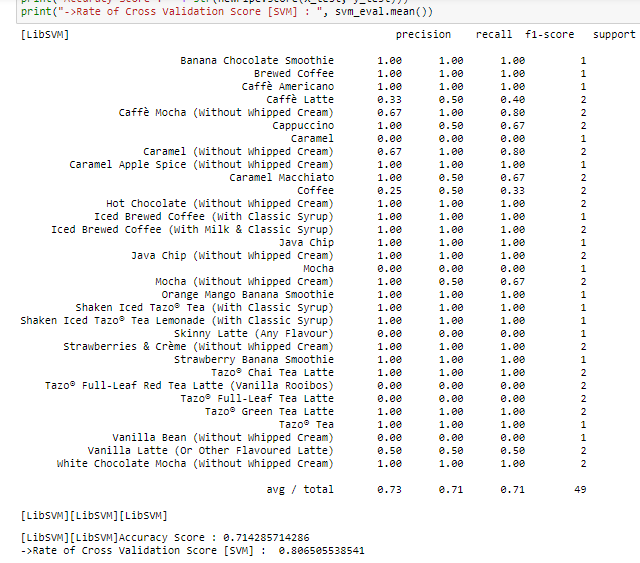 print("->Rate of Cross Validation Score [SVM] : ", svm_eval.mean())
[LibSVM] precision recall f1-score support
Banana Chocolate Smoothie 1.00 1.00 1.00 1
Brewed Coffee 1.00 1.00 1.00 1
Caffè Americano 1.00 1.00 1.00 1
Caffè Latte 0.33 0.50 0.40 2
Caffè Mocha (Without Whipped Cream) 0.67 1.00 0.80 2
Cappuccino 1.00 0.50 0.67 2
Caramel 0.00 0.00 0.00 1
Caramel (Without Whipped Cream) 0.67 1.00 0.80 2
Caramel Apple Spice (Without Whipped Cream) 1.00 1.00 1.00 1
Caramel Macchiato 1.00 0.50 0.67 2
Coffee 0.25 0.50 0.33 2
Hot Chocolate (Without Whipped Cream) 1.00 1.00 1.00 2
Iced Brewed Coffee (With Classic Syrup) 1.00 1.00 1.00 1
Iced Brewed Coffee (With Milk & Classic Syrup) 1.00 1.00 1.00 2
Java Chip 1.00 1.00 1.00 1
Java Chip (Without Whipped Cream) 1.00 1.00 1.00 2
Mocha 0.00 0.00 0.00 1
Mocha (Without Whipped Cream) 1.00 0.50 0.67 2
Orange Mango Banana Smoothie 1.00 1.00 1.00 1
Shaken Iced Tazo® Tea (With Classic Syrup) 1.00 1.00 1.00 1
Shaken Iced Tazo® Tea Lemonade (With Classic Syrup) 1.00 1.00 1.00 1
Skinny Latte (Any Flavour) 0.00 0.00 0.00 1
Strawberries & Crème (Without Whipped Cream) 1.00 1.00 1.00 2
Strawberry Banana Smoothie 1.00 1.00 1.00 1
Tazo® Chai Tea Latte 1.00 1.00 1.00 2
Tazo® Full-Leaf Red Tea Latte (Vanilla Rooibos) 0.00 0.00 0.00 2
Tazo® Full-Leaf Tea Latte 0.00 0.00 0.00 2
Tazo® Green Tea Latte 1.00 1.00 1.00 2
Tazo® Tea 1.00 1.00 1.00 1
Vanilla Bean (Without Whipped Cream) 0.00 0.00 0.00 1
Vanilla Latte (Or Other Flavoured Latte) 0.50 0.50 0.50 2
White Chocolate Mocha (Without Whipped Cream) 1.00 1.00 1.00 2
avg / total 0.73 0.71 0.71 49
[LibSVM][LibSVM][LibSVM]
[LibSVM][LibSVM]Accuracy Score : 0.714285714286
->Rate of Cross Validation Score [SVM] : 0.806505538541